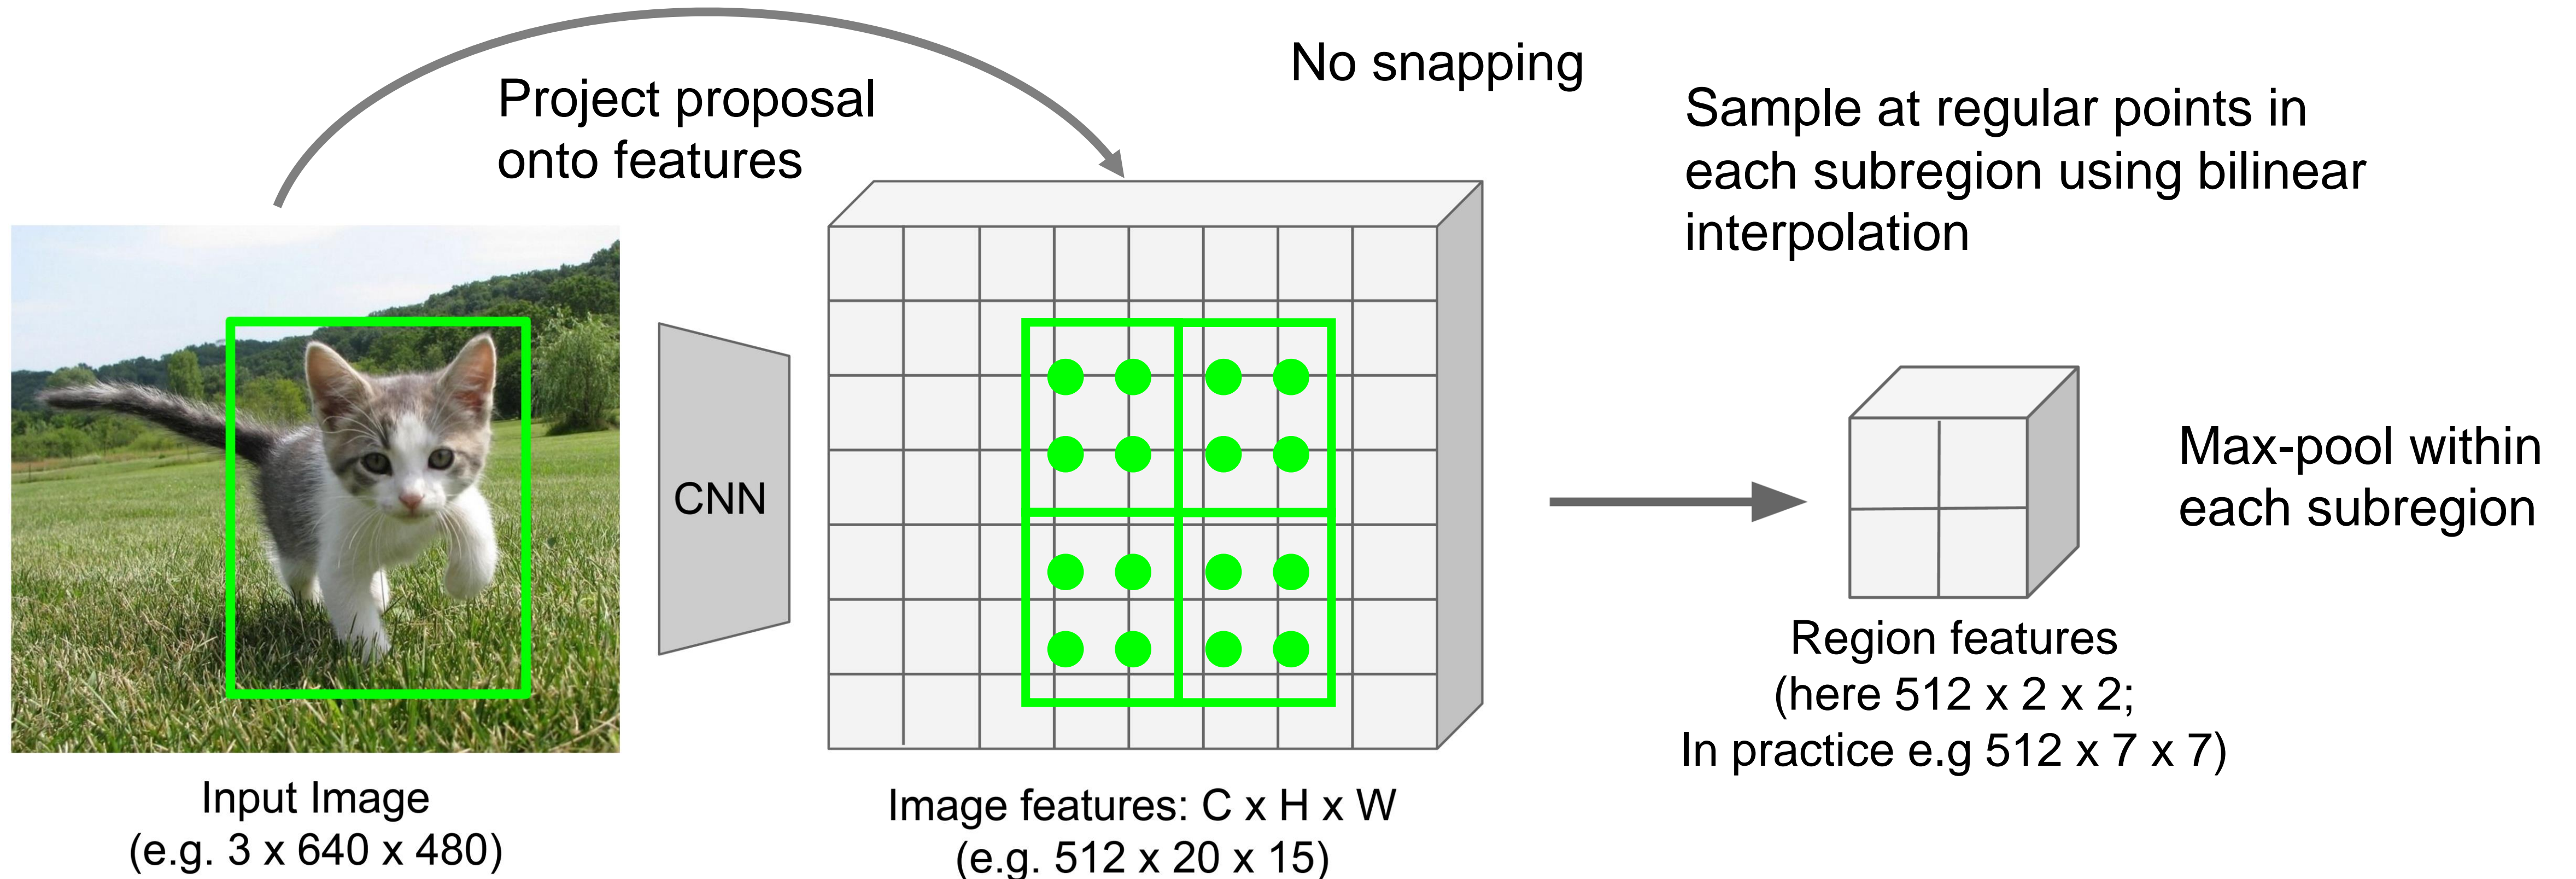 Project proposal
onto features
No snapping
Sample at regular points in
each subregion using bilinear
interpolation
CNN
Max-pool within
each subregion
Input Image
(e.g. 3 x 640 x 480)
Image features: C x H x W
(e.g. 512 x 20 x 15)
Region features
(here 512 x 2 x 2;
In practice e.g 512 x 7 x 7)